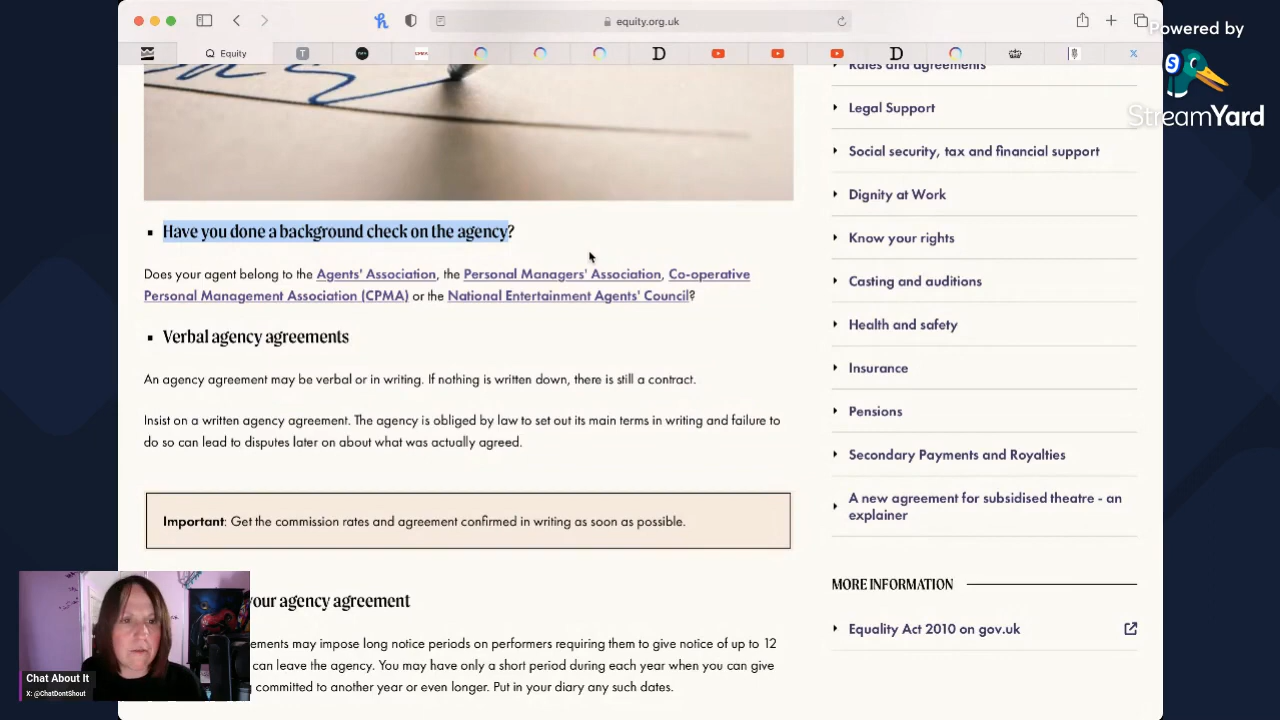 equity.org.uk
Powered by
StreamYard
Equity
Rates and agreements
Legal Support
Social security, tax and financial support
Dignity at Work
Know your rights
Casting and auditions
Health and safety
Insurance
Pensions
Secondary Payments and Royalties
A new agreement for subsidised theatre - an
explainer
MORE INFORMATION
Equality Act 2010 on gov.uk
Have you done a background check on the agency?
Does your agent belong to the Agents' Association, the Personal Managers' Association, Co-operative
Personal Management Association (CPMA) or the National Entertainment Agents' Council?
Verbal agency agreements
An agency agreement may be verbal or in writing. If nothing is written down, there is still a contract.
Insist on a written agency agreement. The agency is obliged by law to set out its main terms in writing and failure to
do so can lead to disputes later on about what was actually agreed.
Important: Get the commission rates and agreement confirmed in writing as soon as possible.
your agency agreement
may impose long notice periods on performers requiring them to give notice of up to 12
can leave the agency. You may have only a short period during each year when you can give
committed to another year or even longer. Put in your diary any such dates.
Chat About It
X: @ChatDontShout